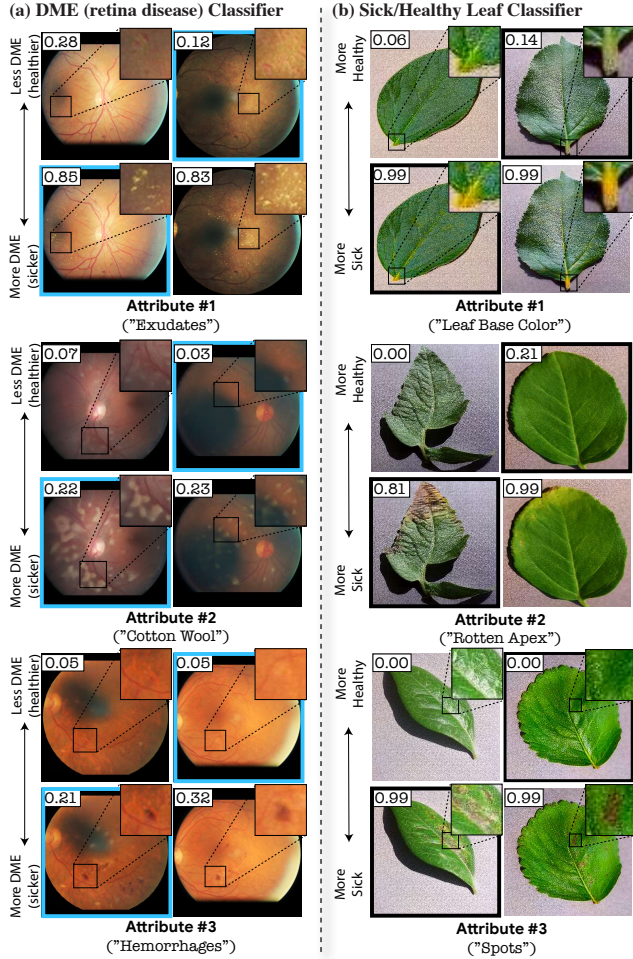 (a) DME (retina disease) Classifier
Less DME
(healthier)
More DME
(sicker)
0.28
0.12
0.85
0.83
Attribute #1
("Exudates")
Less DME
(healthier)
More DME
(sicker)
0.07
0.03
0.22
0.23
Attribute #2
("Cotton Wool")
Less DME
(healthier)
More DME
(sicker)
0.05
0.05
0.21
0.32
Attribute #3
("Hemorrhages")
(b) Sick/Healthy Leaf Classifier
More
Healthy
More
Sick
0.06
0.14
0.99
0.99
Attribute #1
("Leaf Base Color")
More
Healthy
More
Sick
0.00
0.21
0.81
0.99
Attribute #2
("Rotten Apex")
More
Healthy
More
Sick
0.00
0.00
0.99
0.99
Attribute #3
("Spots")